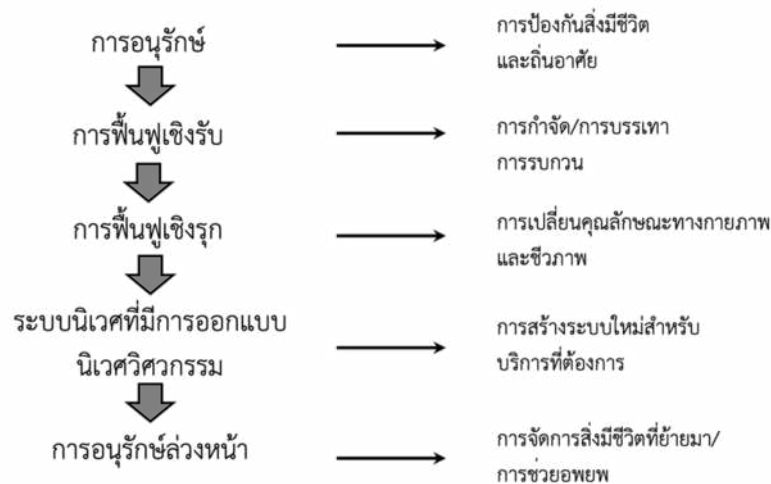 การอนุรักษ์
การป้องกันสิ่งมีชีวิต
และถิ่นอาศัย
การฟื้นฟูเชิงรับ
การกำจัด/การบรรเทา
การรบกวน
การฟื้นฟูเชิงรุก
การเปลี่ยนคุณลักษณะทางกายภาพ
และชีวภาพ
ระบบนิเวศที่มีการออกแบบ
นิเวศวิศวกรรม
การสร้างระบบใหม่สำหรับ
บริการที่ต้องการ
การอนุรักษ์ล่วงหน้า
การจัดการสิ่งมีชีวิตที่ย้ายมา/
การช่วยอพยพ